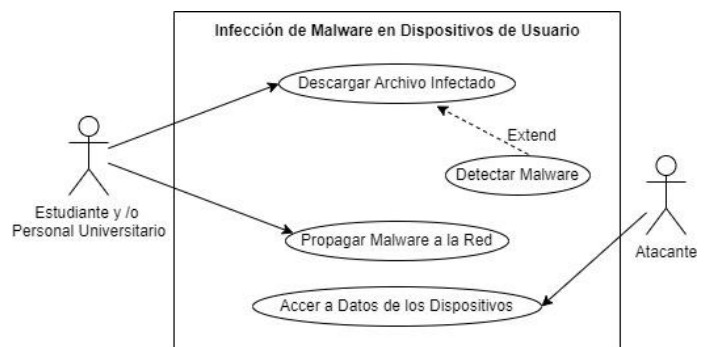 Infección de Malware en Dispositivos de Usuario
Descargar Archivo Infectado
Extend
Detectar Malware
Estudiante y /o
Personal Universitario
Propagar Malware a la Red
Atacante
Accer a Datos de los Dispositivos